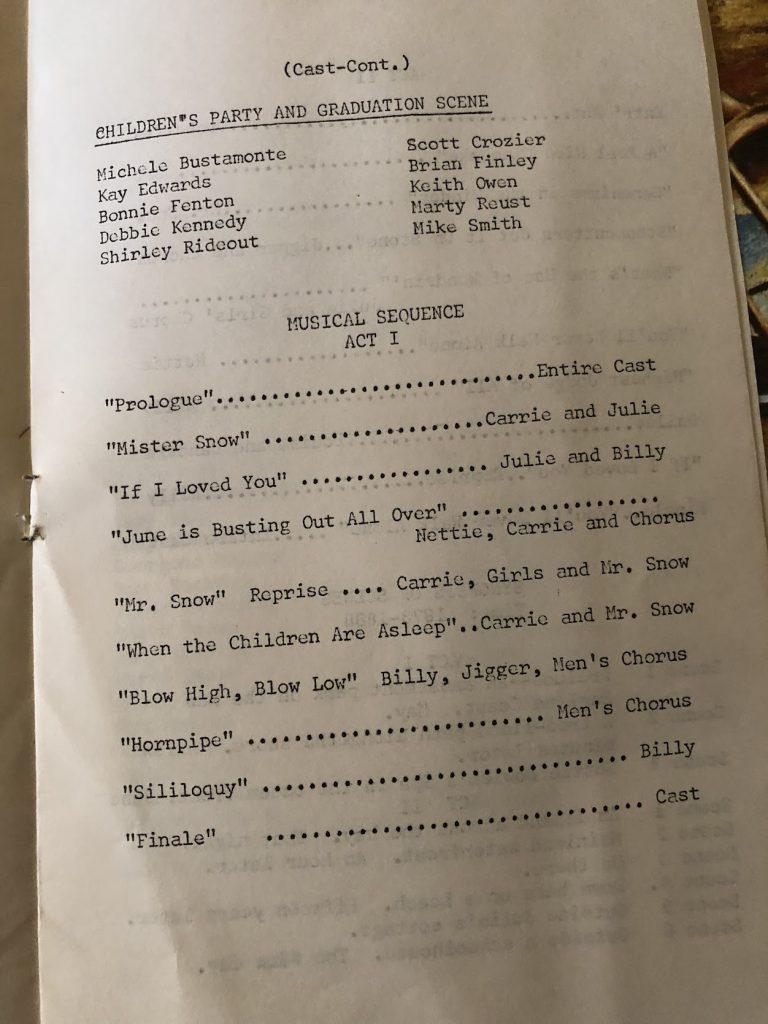 (Cast-Cont.)
CHILDREN"S PARTY AND GRADUATION SCENE
Michele Bustamonte
Kay Edwards
Bonnie Fenton
Debbie Kennedy
Shirley Rideout
Scott Crozier
Brian Finley
Keith Owen
Marty Reust
Mike Smith
MUSICAL SEQUENCE
ACT I
"Prologue"................................Entire Cast
"Mister Snow" ......................Carrie and Julie
"If I Loved You" ................. Julie and Billy
"June is Busting Out All Over" ..................
Nettie, Carrie and Chorus
"Mr. Snow" Reprise .... Carrie, Girls and Mr. Snow
"When the Children Are Asleep"..Carrie and Mr. Snow
"Blow High, Blow Low" Billy, Jigger, Men's Chorus
"Hornpipe" .......................... Men's Chorus
"Sililoquy" ................................ Billy
"Finale" ................................. Cast